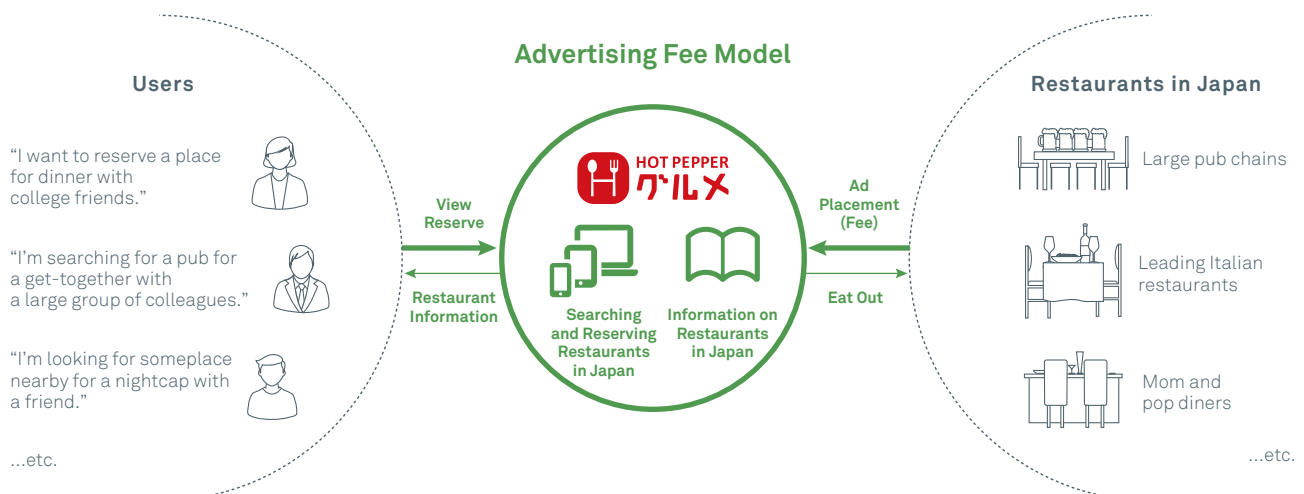 Advertising Fee Model
Users
“I want to reserve a place
for dinner with
college friends.”
“I’m searching for a pub for
a get-together with
a large group of colleagues.”
“I’m looking for someplace
nearby for a nightcap with
a friend.”
...etc.
View
Reserve
Restaurant
Information
HOT PEPPER
グルメ
Searching
and Reserving
Restaurants
in Japan
Information on
Restaurants
in Japan
Ad
Placement
(Fee)
Eat Out
Restaurants in Japan
Large pub chains
Leading Italian
restaurants
Mom and
pop diners
...etc.